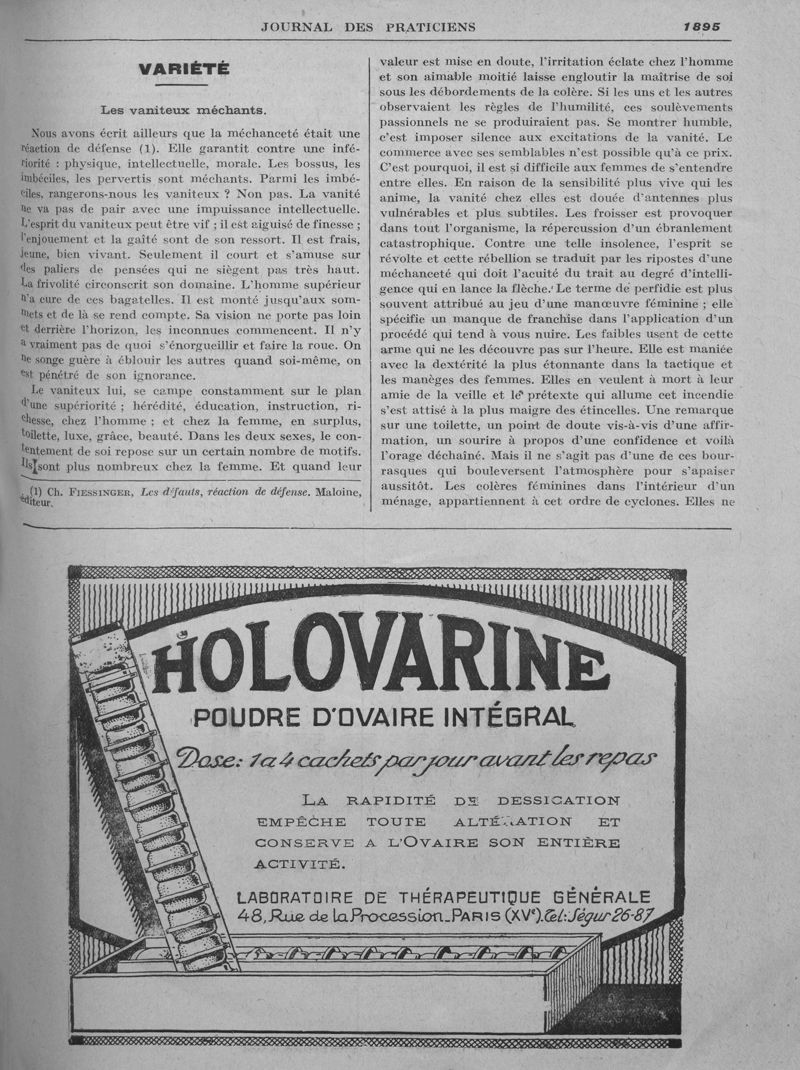 JOURNAL DES PRATICIENS 1895
VARIÉTÉ
Les vaniteux méchants.
Nous avons écrit ailleurs que la méchanceté était une
réaction de défense (1). Elle garantit contre une infé-
riorité : physique, intellectuelle, morale. Les bossus, les
imbéciles, les pervertis sont méchants. Parmi les imbé-
ciles, rangerons-nous les vaniteux ? Non pas. La vanité
ne va pas de pair avec une impuissance intellectuelle.
L'esprit du vaniteux peut être vif ; il est aiguisé de finesse ;
l'enjouement et la gaîté sont de son ressort. Il est frais,
jeune, bien vivant. Seulement il court et s'amuse sur
des paliers de pensées qui ne siègent pas très haut.
La frivolité circonscrit son domaine. L'homme supérieur
n'a cure de ces bagatelles. Il est monté jusqu'aux som-
mets et de là se rend compte. Sa vision ne porte pas loin
et derrière l'horizon, les inconnues commencent. Il n'y
a vraiment pas de quoi s'énorgueillir et faire la roue. On
ne songe guère à éblouir les autres quand soi-même, on
est pénétré de son ignorance.
Le vaniteux lui, se campe constamment sur le plan
d'une supériorité ; hérédité, éducation, instruction, ri-
chesse, chez l'homme ; et chez la femme, en surplus,
toilette, luxe, grâce, beauté. Dans les deux sexes, le con-
tentement de soi repose sur un certain nombre de motifs.
Ils sont plus nombreux chez la femme. Et quand leur
(1) Ch. FIESSINGER, Les défauts, réaction de défense. Maloine,
éditeur.
valeur est mise en doute, l'irritation éclate chez l'homme
et son aimable moitié laisse engloutir la maîtrise de soi
sous les débordements de la colère. Si les uns et les autres
observaient les règles de l'humilité, ces soulèvements
passionnels ne se produiraient pas. Se montrer humble,
c'est imposer silence aux excitations de la vanité. Le
commerce avec ses semblables n'est possible qu'à ce prix.
C'est pourquoi, il est si difficile aux femmes de s'entendre
entre elles. En raison de la sensibilité plus vive qui les
anime, la vanité chez elles est douée d'antennes plus
vulnérables et plus subtiles. Les froisser est provoquer
dans tout l'organisme, la répercussion d'un ébranlement
catastrophique. Contre une telle insolence, l'esprit se
révolte et cette rébellion se traduit par les ripostes d'une
méchanceté qui doit l'acuité du trait au degré d'intelli-
gence qui en lance la flèche. Le terme de perfidie est plus
souvent attribué au jeu d'une manœuvre féminine ; elle
spécifie un manque de franchise dans l'application d'un
procédé qui tend à vous nuire. Les faibles usent de cette
arme qui ne les découvre pas sur l'heure. Elle est maniée
avec la dextérité la plus étonnante dans la tactique et
les manèges des femmes. Elles en veulent à mort à leur
amie de la veille et le prétexte qui allume cet incendie
s'est attisé à la plus maigre des étincelles. Une remarque
sur une toilette, un point de doute vis-à-vis d'une affir-
mation, un sourire à propos d'une confidence et voilà
l'orage déchaîné. Mais il ne s'agit pas d'une de ces bour-
rasques qui bouleversent l'atmosphère pour s'apaiser
aussitôt. Les colères féminines dans l'intérieur d'un
ménage, appartiennent à cet ordre de cyclones. Elles ne
HOLOVARINE
POUDRE D'OVAIRE INTÉGRAL
Dose: 1 a 4 cachets par jour avant les repas
LA RAPIDITÉ DE DESSICATION
EMPÊCHE TOUTE ALTÉRATION ET
CONSERVE A L'OVAIRE SON ENTIÈRE
ACTIVITÉ.
LABORATOIRE DE THÉRAPEUTIQUE GÉNÉRALE
48, Rue de la Procession_PARIS (XVe). Tél: Ségur 26-87